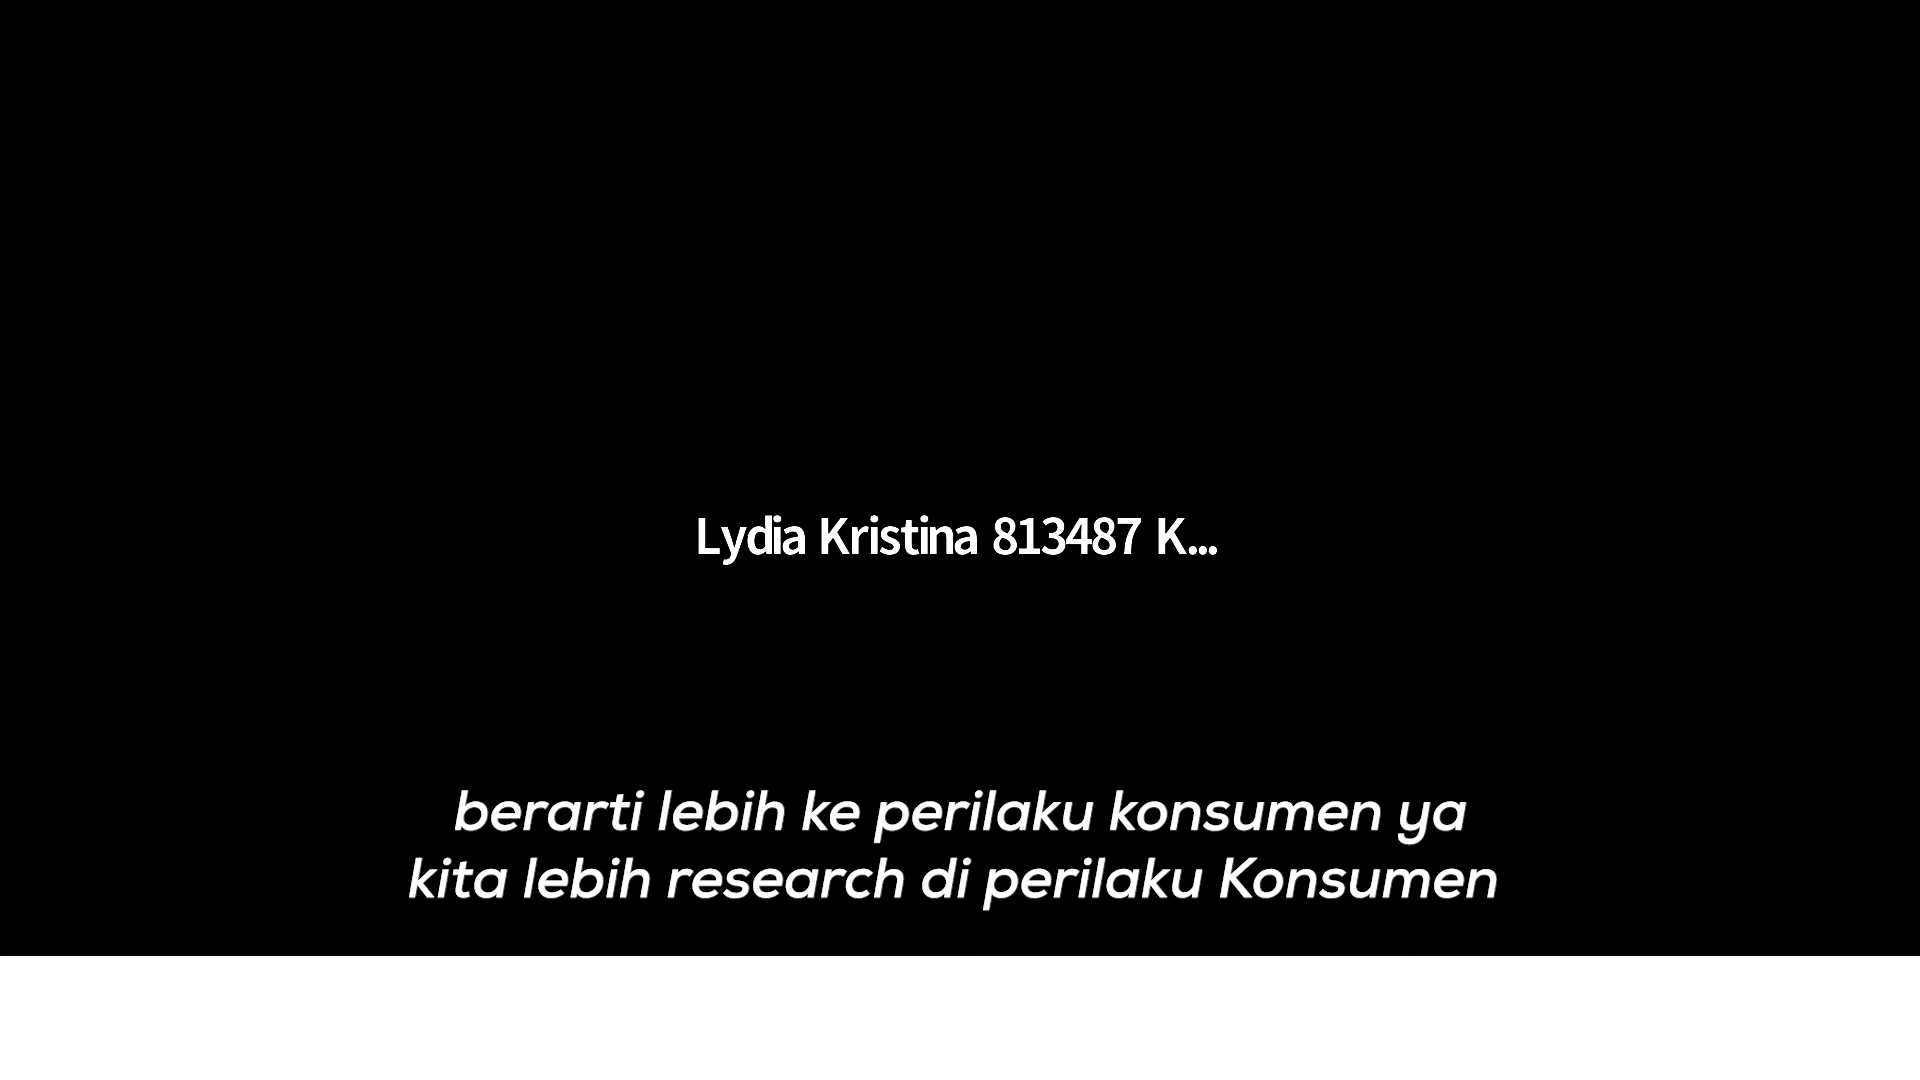 Lydia Kristina 813487 K...
berarti lebih ke perilaku konsumen ya
kita lebih research di perilaku Konsumen